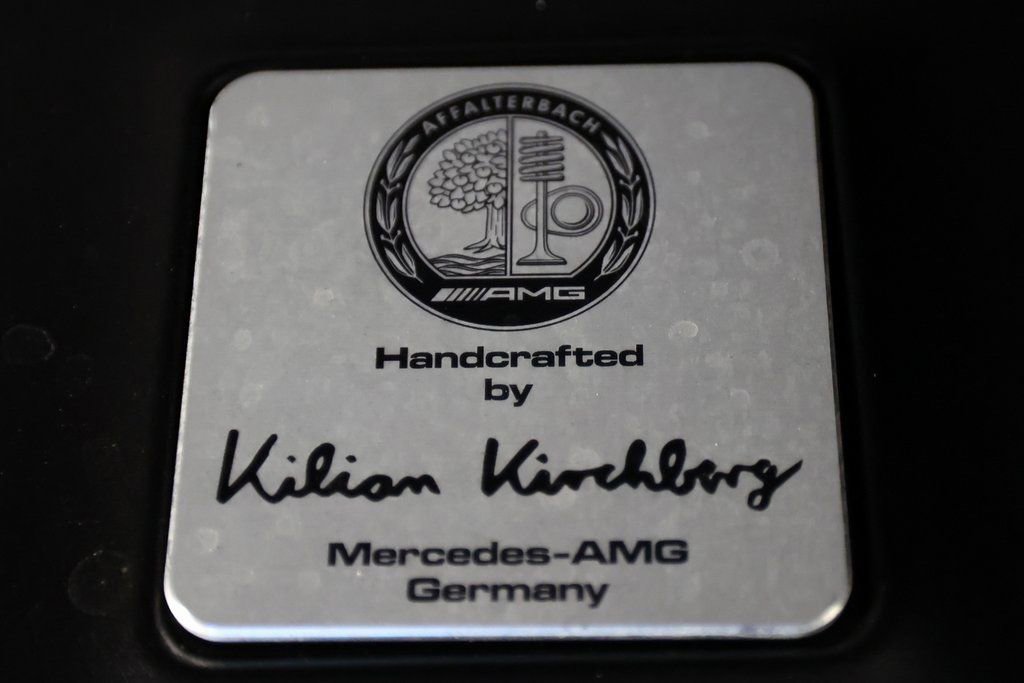 AFFALTERBACH
AMG
Handcrafted
by
Kilian Kirchberg
Mercedes-AMG
Germany